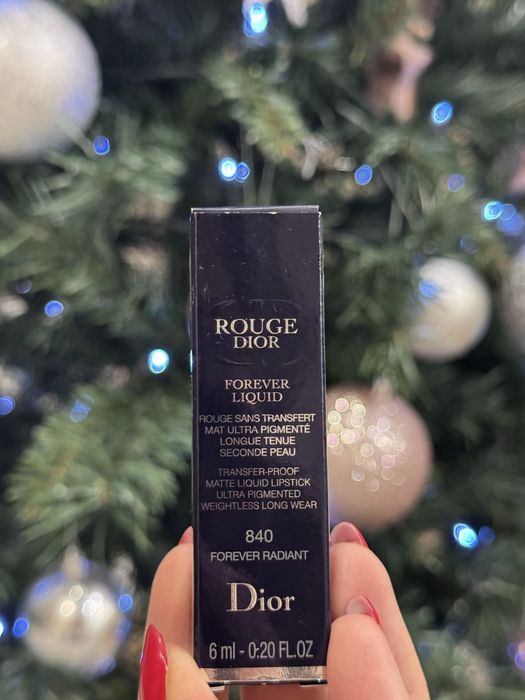 ROUGE
DIOR
FOREVER
LIQUID
ROUGE SANS TRANSFERT
MAT ULTRA PIGMENTÉ
LONGUE TENUE
SECONDE PEAU
TRANSFER-PROOF
MATTE LIQUID LIPSTICK
ULTRA PIGMENTED
WEIGHTLESS LONG WEAR
840
FOREVER RADIANT
Dior
6 ml - 0·20 FL.OZ